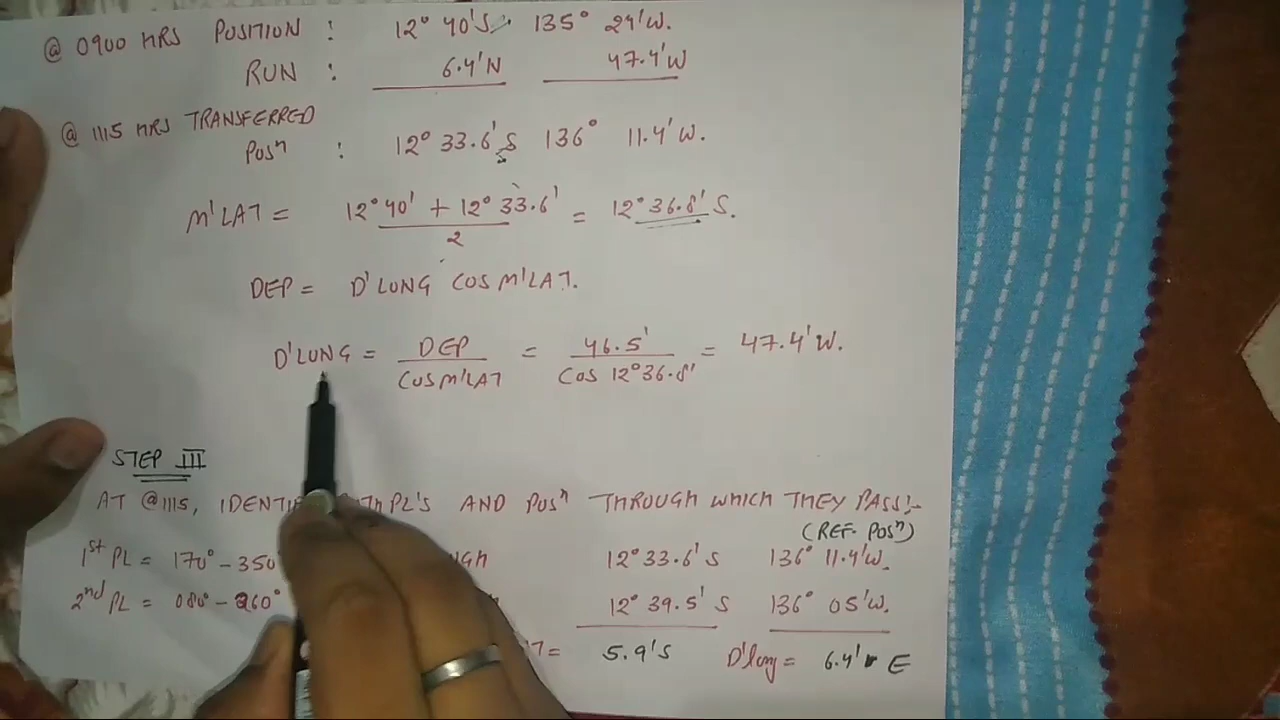 @ 0900 HRS POSITION : 12° 40'S. 135° 24'W.
RUN : 6.4'N 47.4'W
@ 1115 HRS TRANSFERRED
POSⁿ : 12° 33.6'S 136° 11.4'W.
M'LAT = 12°40' + 12° 33.6' / 2 = 12°36.8' S.
DEP = D'LONG COS M'LAT.
D'LONG = DEP / COS M'LAT = 46.5' / COS 12°36.8' = 47.4'W.
STEP III
AT @1115, PL'S AND POSⁿ THROUGH WHICH THEY PASS:-
(REF. POSⁿ)
1st PL = 170° - 350 12° 33.6' S 136° 11.4'W.
2nd PL = 080° - 260° 12° 39.5' S 136° 05'W.
5.9'S D'long = 6.4' E